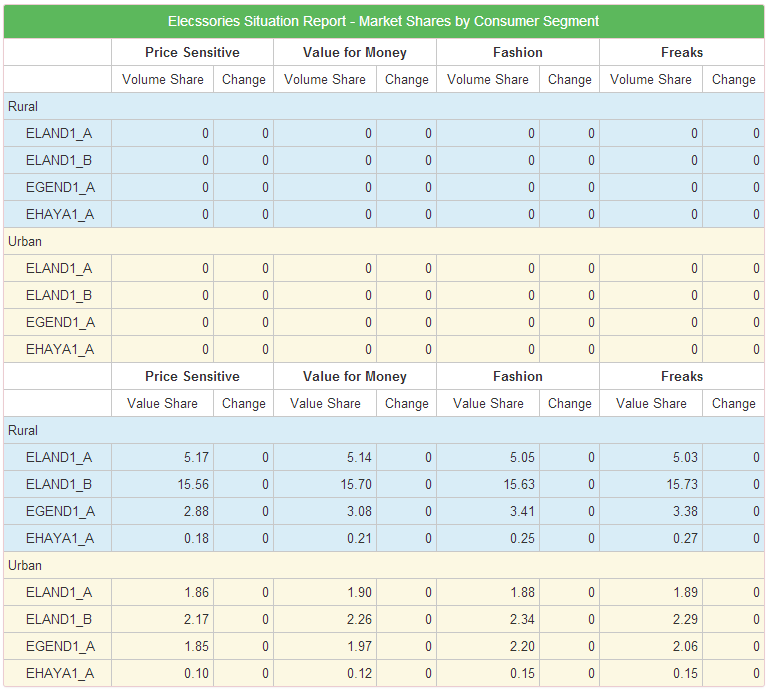 Elecssories Situation Report - Market Shares by Consumer Segment
Price Sensitive Value for Money Fashion Freaks
Volume Share Change Volume Share Change Volume Share Change Volume Share Change
Rural
ELAND1_A 0 0 0 0 0 0 0 0
ELAND1_B 0 0 0 0 0 0 0 0
EGEND1_A 0 0 0 0 0 0 0 0
EHAYA1_A 0 0 0 0 0 0 0 0
Urban
ELAND1_A 0 0 0 0 0 0 0 0
ELAND1_B 0 0 0 0 0 0 0 0
EGEND1_A 0 0 0 0 0 0 0 0
EHAYA1_A 0 0 0 0 0 0 0 0
Price Sensitive Value for Money Fashion Freaks
Value Share Change Value Share Change Value Share Change Value Share Change
Rural
ELAND1_A 5.17 0 5.14 0 5.05 0 5.03 0
ELAND1_B 15.56 0 15.70 0 15.63 0 15.73 0
EGEND1_A 2.88 0 3.08 0 3.41 0 3.38 0
EHAYA1_A 0.18 0 0.21 0 0.25 0 0.27 0
Urban
ELAND1_A 1.86 0 1.90 0 1.88 0 1.89 0
ELAND1_B 2.17 0 2.26 0 2.34 0 2.29 0
EGEND1_A 1.85 0 1.97 0 2.20 0 2.06 0
EHAYA1_A 0.10 0 0.12 0 0.15 0 0.15 0